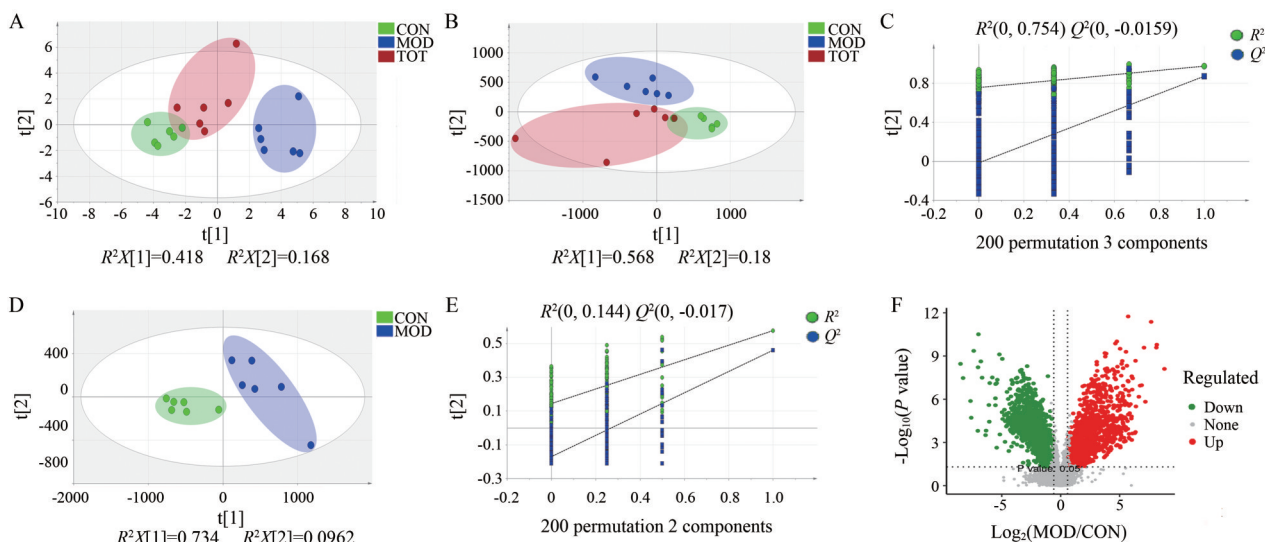 A
CON
MOD
TOT
t[2]
6
4
2
0
-2
-4
-6
-10 -8 -6 -4 -2 0 2 4 6 8 10
t[1]
R²X[1]=0.418 R²X[2]=0.168
B
CON
MOD
TOT
t[2]
1000
500
0
-500
-1000
-1500
-1000 0 1000
t[1]
R²X[1]=0.568 R²X[2]=0.18
C
R²(0, 0.754) Q²(0, -0.0159)
R²
Q²
t[2]
0.8
0.4
0
-0.4
-0.2 0 0.2 0.4 0.6 0.8 1.0
200 permutation 3 components
D
CON
MOD
t[2]
400
0
-400
-800
-2000 0 1000
t[1]
R²X[1]=0.734 R²X[2]=0.0962
E
R²(0, 0.144) Q²(0, -0.017)
R²
Q²
t[2]
0.5
0.3
0.1
-0.1
-0.3
-0.2 0 0.2 0.4 0.6 0.8 1.0
200 permutation 2 components
F
-Log₁₀(P value)
12
9
6
3
0
P value: 0.05
-5 0 5
Log₂(MOD/CON)
Regulated
Down
None
Up